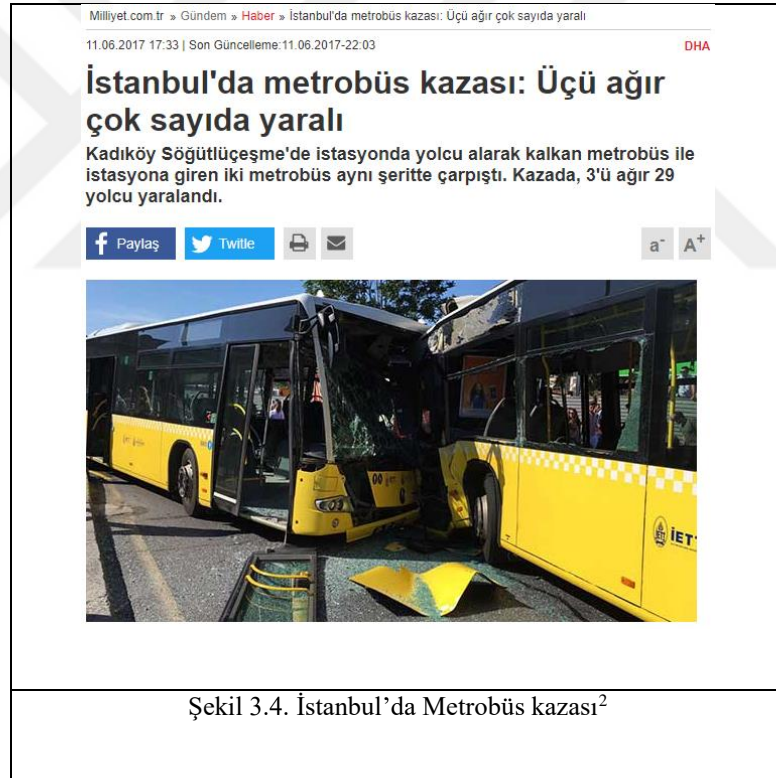 Milliyet.com.tr » Gündem » Haber » İstanbul'da metrobüs kazası: Üçü ağır çok sayıda yaralı
11.06.2017 17:33 | Son Güncelleme:11.06.2017-22:03
DHA
İstanbul'da metrobüs kazası: Üçü ağır
çok sayıda yaralı
Kadıköy Söğütlüçeşme'de istasyonda yolcu alarak kalkan metrobüs ile
istasyona giren iki metrobüs aynı şeritte çarpıştı. Kazada, 3'ü ağır 29
yolcu yaralandı.
f Paylaş Twitle a- A+
İETT
Şekil 3.4. İstanbul'da Metrobüs kazası2